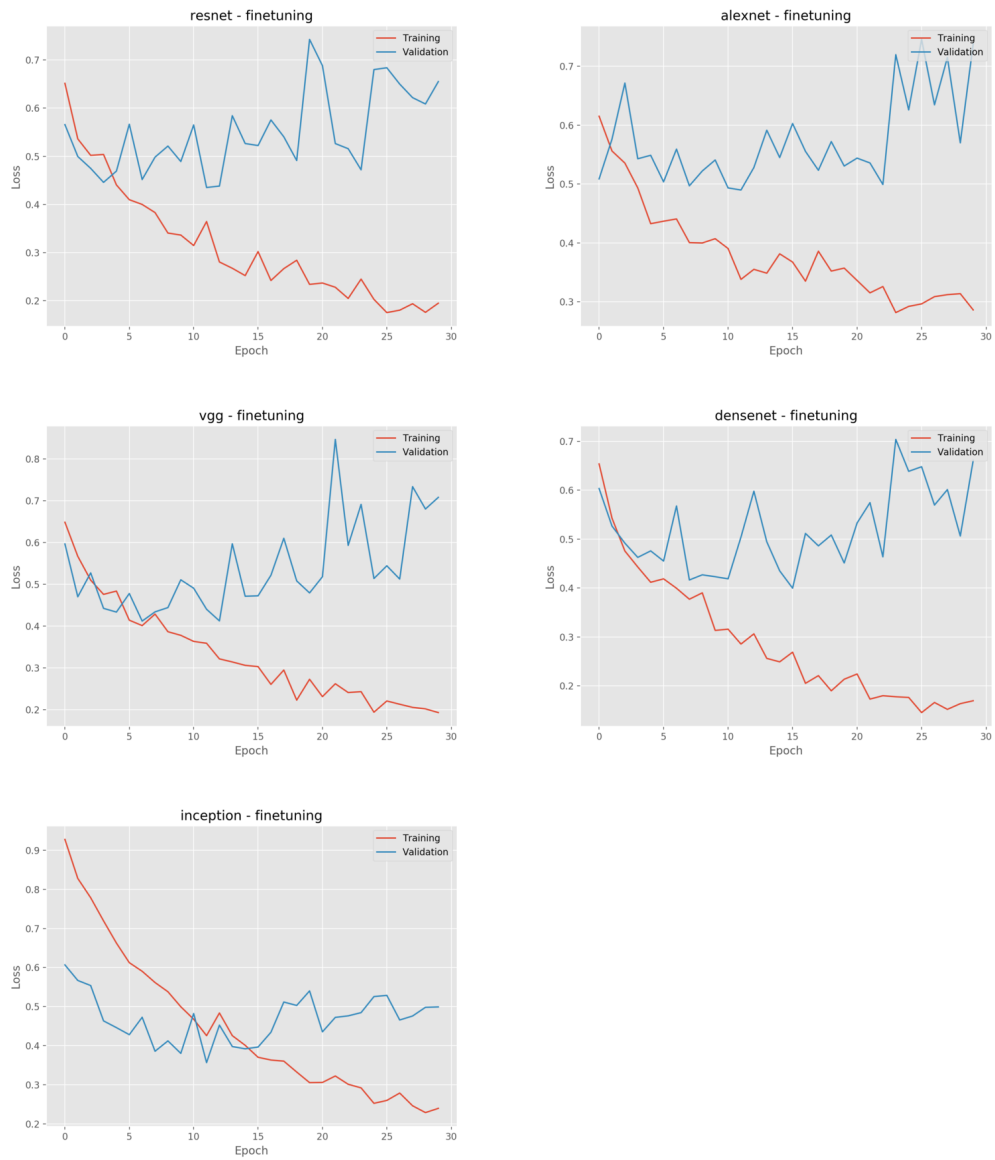 resnet - finetuning
Training
Validation
0.7
0.6
0.5
0.4
0.3
0.2
Loss
0 5 10 15 20 25 30
Epoch
alexnet - finetuning
Training
Validation
0.7
0.6
0.5
0.4
0.3
Loss
0 5 10 15 20 25 30
Epoch
vgg - finetuning
Training
Validation
0.8
0.7
0.6
0.5
0.4
0.3
0.2
Loss
0 5 10 15 20 25 30
Epoch
densenet - finetuning
Training
Validation
0.7
0.6
0.5
0.4
0.3
0.2
Loss
0 5 10 15 20 25 30
Epoch
inception - finetuning
Training
Validation
0.9
0.8
0.7
0.6
0.5
0.4
0.3
0.2
Loss
0 5 10 15 20 25 30
Epoch